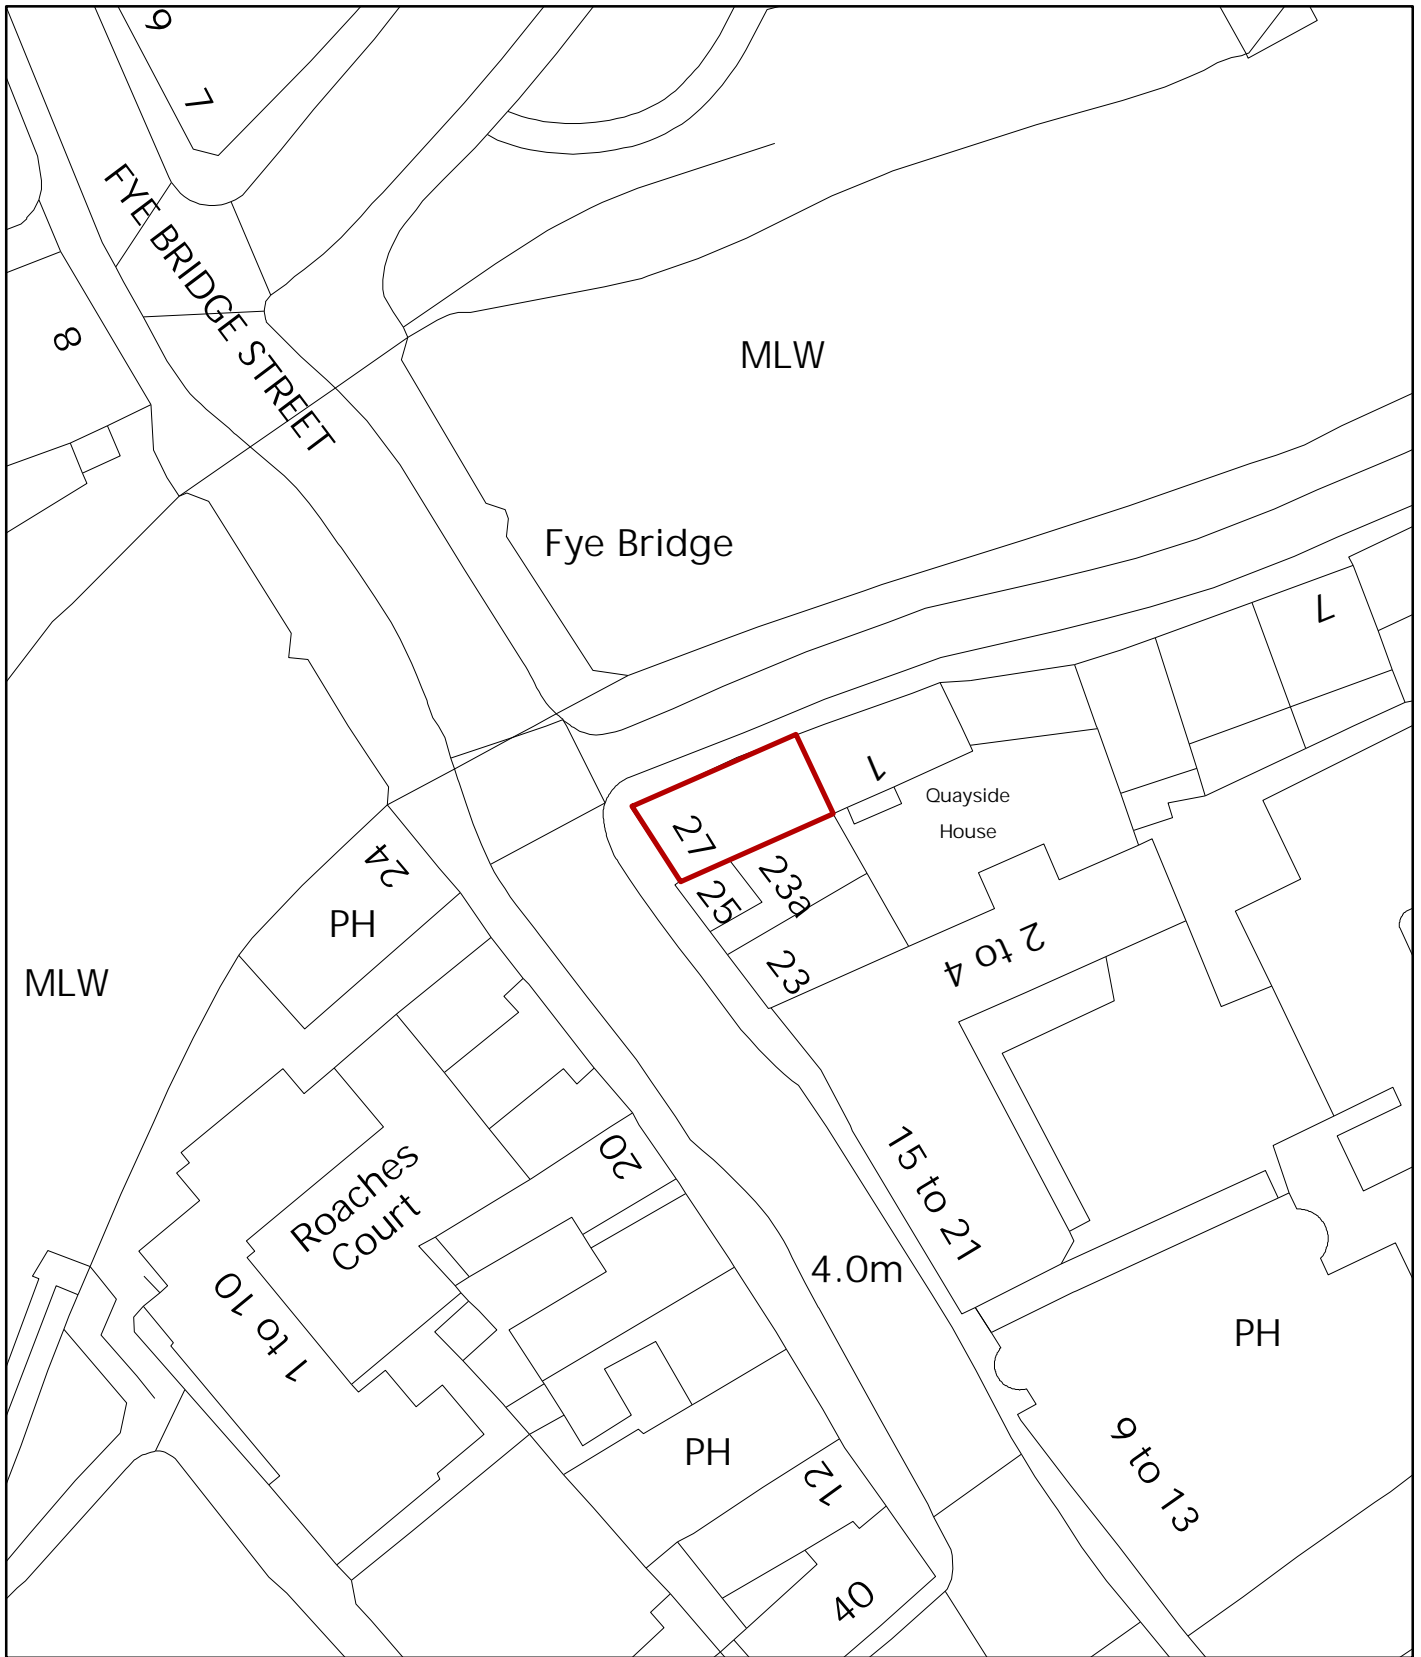 9
7
FYE BRIDGE STREET
8
MLW
Fye Bridge
7
1
Quayside
House
27
24
PH
25
23a
23
2 to 4
MLW
20
Roaches
Court
15 to 21
4.0m
1 to 10
PH
PH
12
9 to 13
40